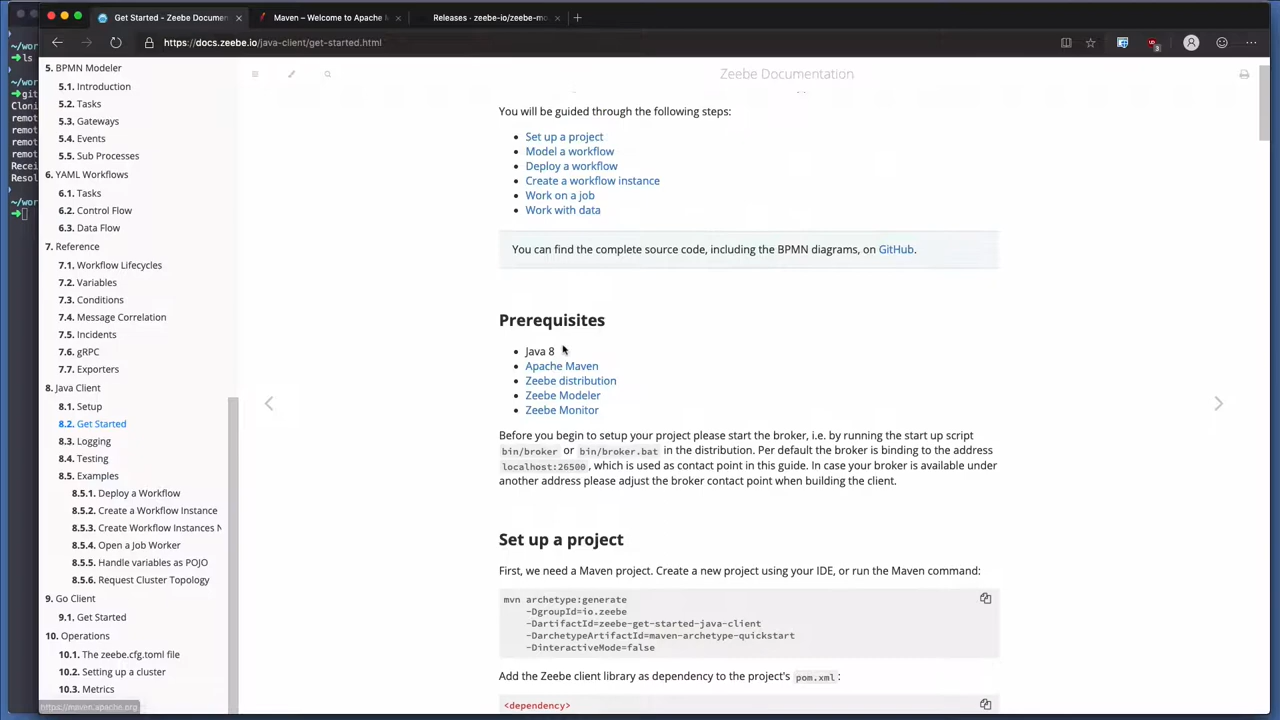 Get Started - Zeebe Documen
Maven – Welcome to Apache M
Releases · zeebe-io/zeebe-mo
https://docs.zeebe.io/java-client/get-started.html
~/wor
ls
~/wor
git
Cloni
remot
remot
remot
Recei
Resol
~/wor
5. BPMN Modeler
5.1. Introduction
5.2. Tasks
5.3. Gateways
5.4. Events
5.5. Sub Processes
6. YAML Workflows
6.1. Tasks
6.2. Control Flow
6.3. Data Flow
7. Reference
7.1. Workflow Lifecycles
7.2. Variables
7.3. Conditions
7.4. Message Correlation
7.5. Incidents
7.6. gRPC
7.7. Exporters
8. Java Client
8.1. Setup
8.2. Get Started
8.3. Logging
8.4. Testing
8.5. Examples
8.5.1. Deploy a Workflow
8.5.2. Create a Workflow Instance
8.5.3. Create Workflow Instances N
8.5.4. Open a Job Worker
8.5.5. Handle variables as POJO
8.5.6. Request Cluster Topology
9. Go Client
9.1. Get Started
10. Operations
10.1. The zeebe.cfg.toml file
10.2. Setting up a cluster
10.3. Metrics
https://maven.apache.org
Zeebe Documentation
You will be guided through the following steps:
Set up a project
Model a workflow
Deploy a workflow
Create a workflow instance
Work on a job
Work with data
You can find the complete source code, including the BPMN diagrams, on GitHub.
Prerequisites
Java 8
Apache Maven
Zeebe distribution
Zeebe Modeler
Zeebe Monitor
Before you begin to setup your project please start the broker, i.e. by running the start up script
bin/broker or bin/broker.bat in the distribution. Per default the broker is binding to the address
localhost:26500, which is used as contact point in this guide. In case your broker is available under
another address please adjust the broker contact point when building the client.
Set up a project
First, we need a Maven project. Create a new project using your IDE, or run the Maven command:
mvn archetype:generate
-DgroupId=io.zeebe
-DartifactId=zeebe-get-started-java-client
-DarchetypeArtifactId=maven-archetype-quickstart
-DinteractiveMode=false
Add the Zeebe client library as dependency to the project's pom.xml:
<dependency>